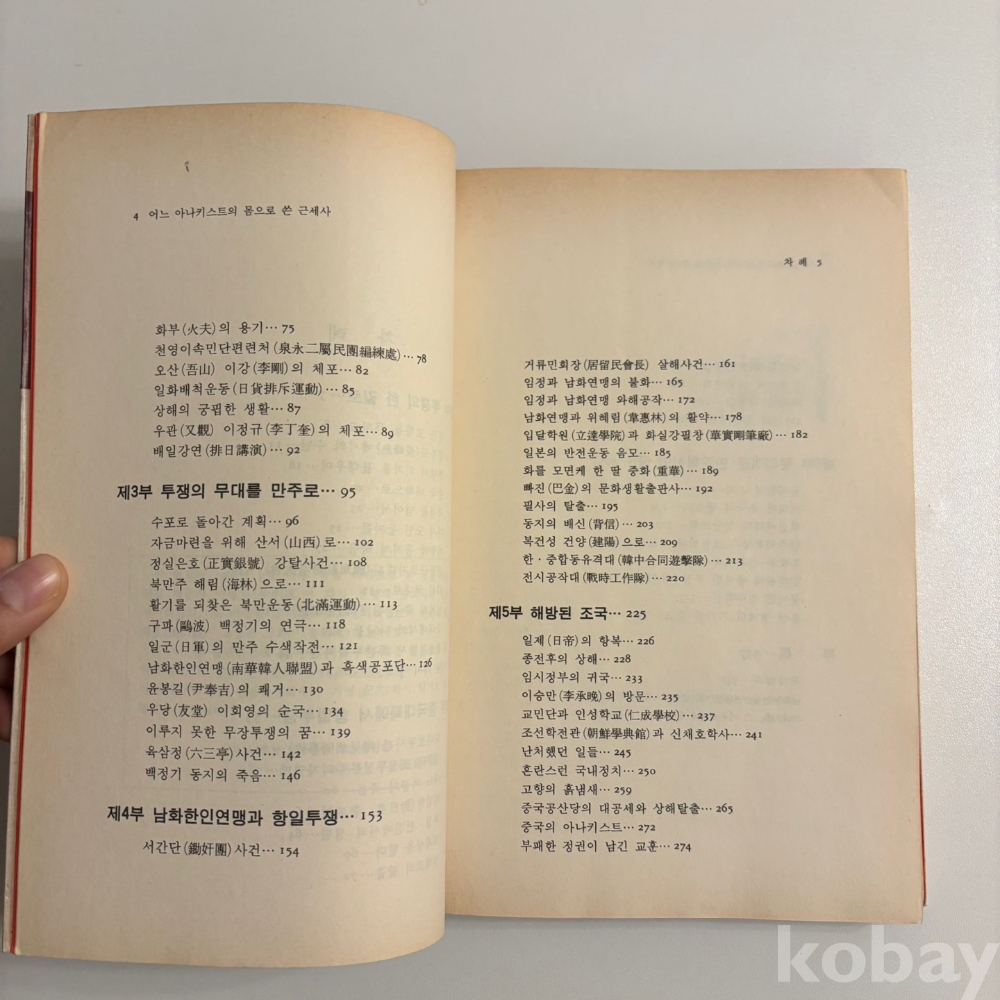 4 어느 아나키스트의 몸으로 쓴 근세사
화부(火夫)의 용기… 75
천영이속민단편련처(泉永二屬民團編練處)… 78
오산(吾山) 이강(李剛)의 체포… 82
일화배척운동(日貨排斥運動)… 85
상해의 궁핍한 생활… 87
우관(又觀) 이정규(李丁奎)의 체포… 89
배일강연(排日講演)… 92
제3부 투쟁의 무대를 만주로… 95
수포로 돌아간 계획… 96
자금마련을 위해 산서(山西)로… 102
정실은호(正實銀號) 강탈사건… 108
북만주 해림(海林)으로… 111
활기를 되찾은 북만운동(北滿運動)… 113
구파(鷗波) 백정기의 연극… 118
일군(日軍)의 만주 수색작전… 121
남화한인연맹(南華韓人聯盟)과 흑색공포단…126
윤봉길(尹奉吉)의 쾌거… 130
우당(友堂) 이회영의 순국… 134
이루지 못한 무장투쟁의 꿈… 139
육삼정(六三亭)사건… 142
백정기 동지의 죽음… 146
제4부 남화한인연맹과 항일투쟁… 153
서간단(鋤奸團)사건… 154
차례 5
거류민회장(居留民會長) 살해사건… 161
임정과 남화연맹의 불화… 165
임정과 남화연맹 와해공작… 172
남화연맹과 위혜림(韋惠林)의 활약… 178
입달학원(立達學院)과 화실강필창(華實剛筆廠)… 182
일본의 반전운동 음모… 185
화를 모면케 한 딸 중화(重華)… 189
빠진(巴金)의 문화생활출판사… 192
필사의 탈출… 195
동지의 배신(背信)… 203
복건성 건양(建陽)으로… 209
한·중합동유격대(韓中合同遊擊隊)… 213
전시공작대(戰時工作隊)… 220
제5부 해방된 조국… 225
일제(日帝)의 항복… 226
종전후의 상해… 228
임시정부의 귀국… 233
이승만(李承晩)의 방문… 235
교민단과 인성학교(仁成學校)… 237
조선학전관(朝鮮學典館)과 신채호학사… 241
난처했던 일들… 245
혼란스런 국내정치… 250
고향의 흙냄새… 259
중국공산당의 대공세와 상해탈출… 265
중국의 아나키스트… 272
부패한 정권이 남긴 교훈… 274
kobay